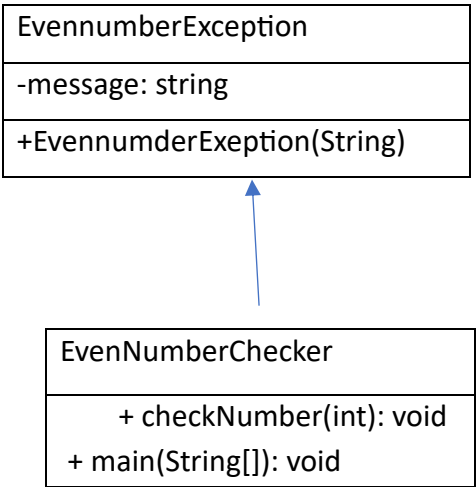 EvennumberException
-message: string
+EvennumderExeption(String)
EvenNumberChecker
+ checkNumber(int): void
+ main(String[]): void